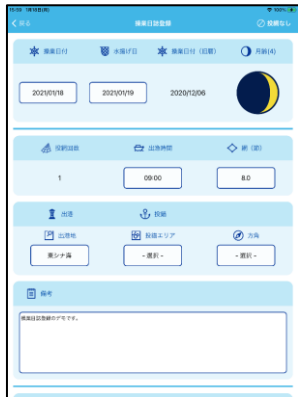 15:09 1月18日(月) 100%
戻る 操業日誌登録 投網なし
操業日付 水揚げ日 操業日付（旧暦） 月齢(4)
2021/01/18 2021/01/19 2020/12/06
投網回数 出港時間 網（節）
1 09:00 8.0
出港 投錨
出港地 投錨エリア 方角
東シナ海 - 選択 - - 選択 -
備考
操業日誌登録のデモです。